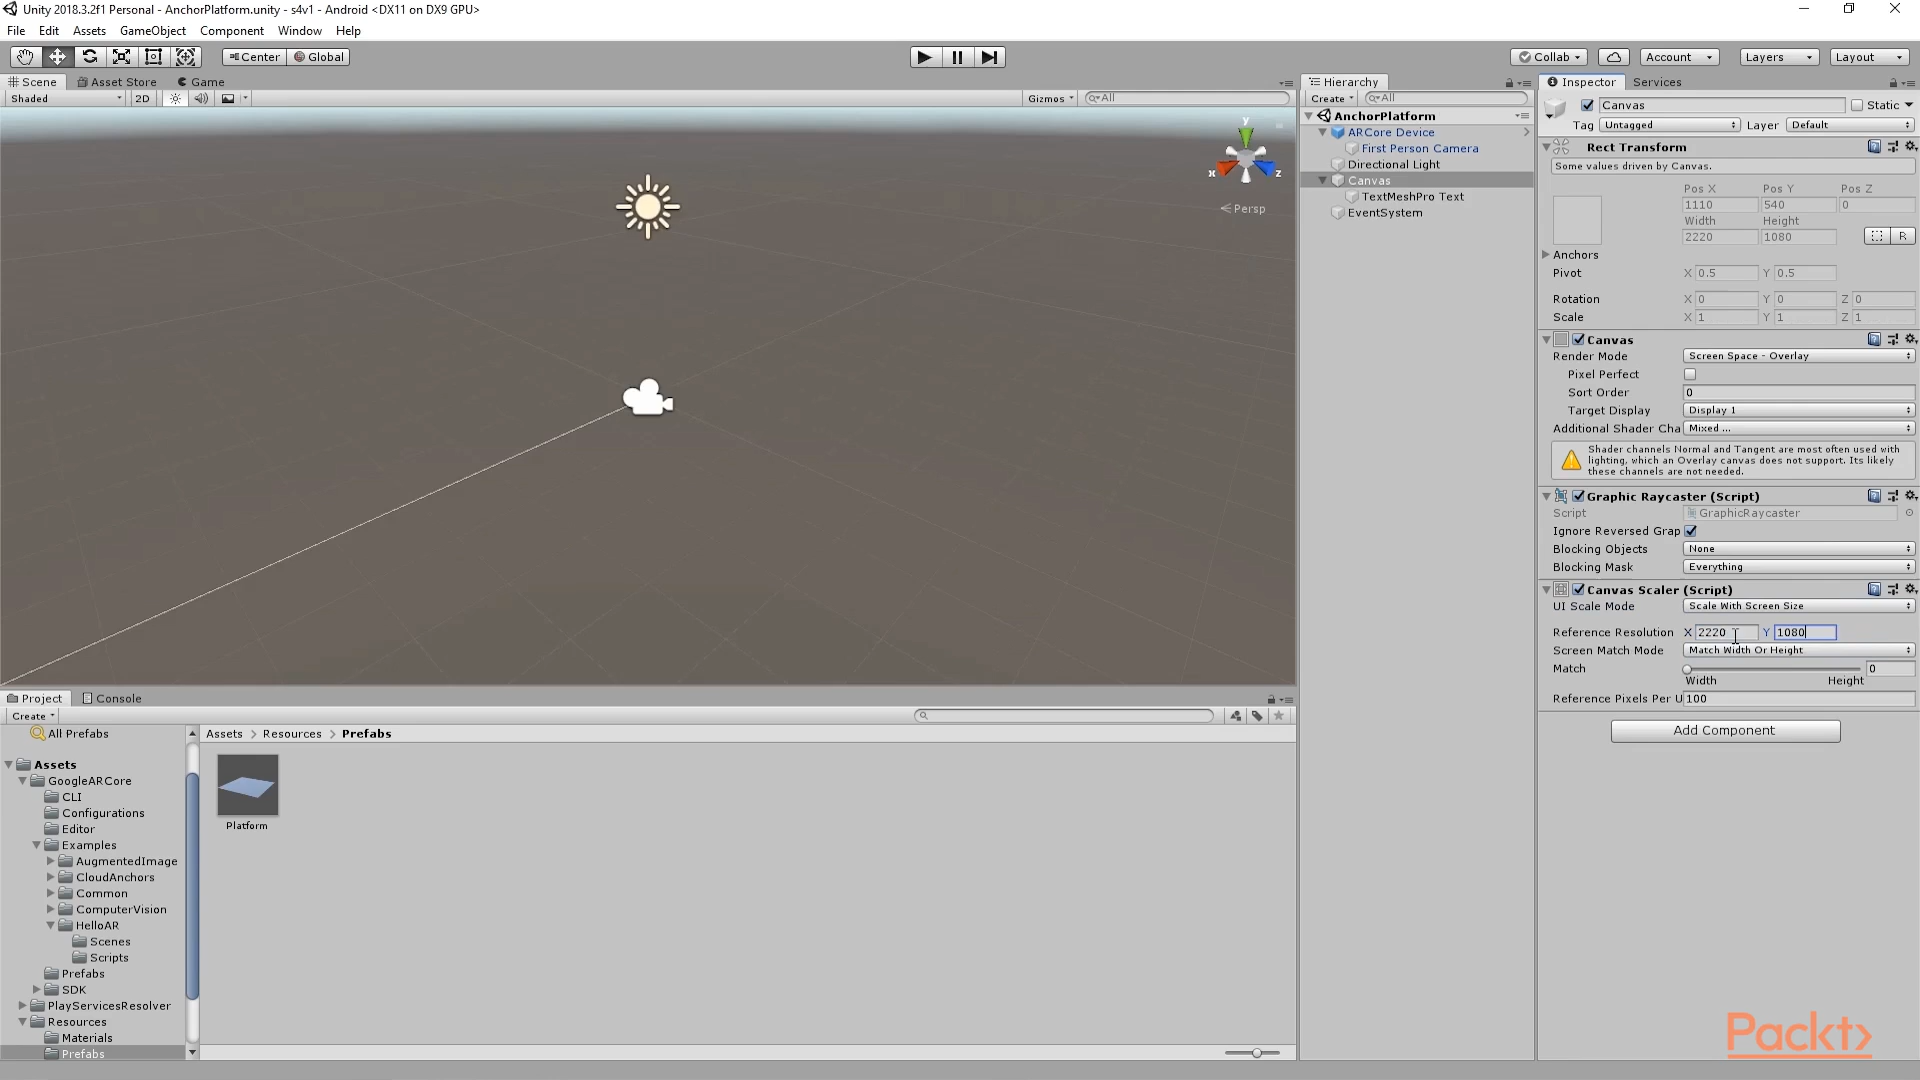 Unity 2018.3.2f1 Personal - AnchorPlatform.unity - s4v1 - Android <DX11 on DX9 GPU>
File Edit Assets GameObject Component Window Help
Center Global Collab Account Layers Layout
Scene Asset Store Game
Shaded 2D Gizmos All
y
x z
Persp
Hierarchy
Create All
AnchorPlatform
ARCore Device
First Person Camera
Directional Light
Canvas
TextMeshPro Text
EventSystem
Inspector Services
Canvas Static
Tag Untagged Layer Default
Rect Transform
Some values driven by Canvas.
Pos X Pos Y Pos Z
1110 540 0
Width Height
2220 1080 R
Anchors
Pivot X 0.5 Y 0.5
Rotation X 0 Y 0 Z 0
Scale X 1 Y 1 Z 1
Canvas
Render Mode Screen Space - Overlay
Pixel Perfect
Sort Order 0
Target Display Display 1
Additional Shader Cha Mixed ...
Shader channels Normal and Tangent are most often used with
lighting, which an Overlay canvas does not support. Its likely
these channels are not needed.
Graphic Raycaster (Script)
Script GraphicRaycaster
Ignore Reversed Grap
Blocking Objects None
Blocking Mask Everything
Canvas Scaler (Script)
UI Scale Mode Scale With Screen Size
Reference Resolution X 2220 Y 1080
Screen Match Mode Match Width Or Height
Match 0
Width Height
Reference Pixels Per U 100
Add Component
Project Console
Create
All Prefabs
Assets
GoogleARCore
CLI
Configurations
Editor
Examples
AugmentedImage
CloudAnchors
Common
ComputerVision
HelloAR
Scenes
Scripts
Prefabs
SDK
PlayServicesResolver
Resources
Materials
Prefabs
Assets > Resources > Prefabs
Platform
Packt>